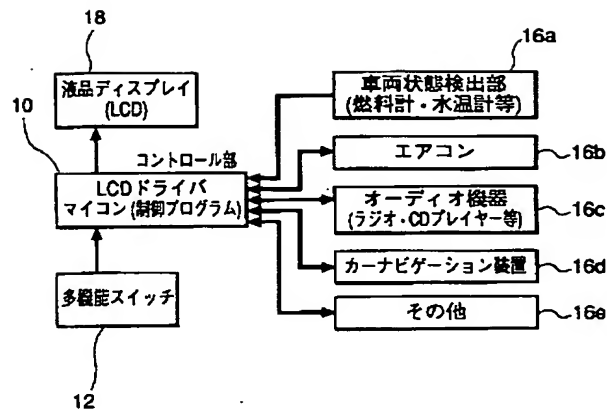 18
液晶ディスプレイ
(LCD)
10
コントロール部
LCDドライバ
マイコン(制御プログラム)
多機能スイッチ
12
16a
車両状態検出部
(燃料計・水温計等)
エアコン
16b
オーディオ機器
(ラジオ・CDプレイヤー等)
16c
カーナビゲーション装置
16d
その他
16e